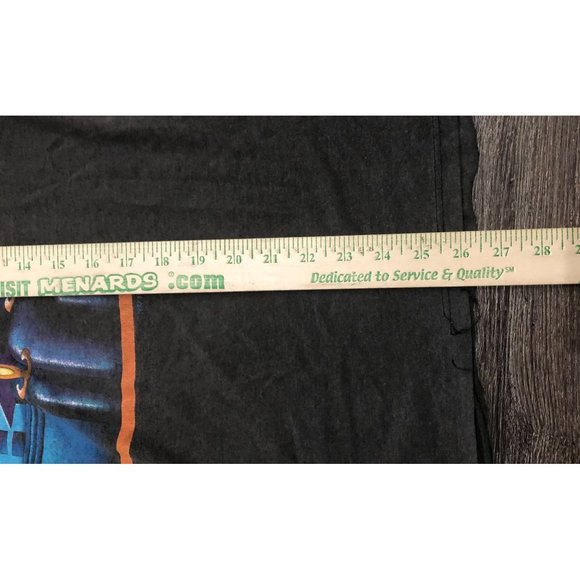 14 15 16 17 18 19 20 21 22 23 24 25 26 27 28
VISIT MENARDS.com Dedicated to Service & Quality℠